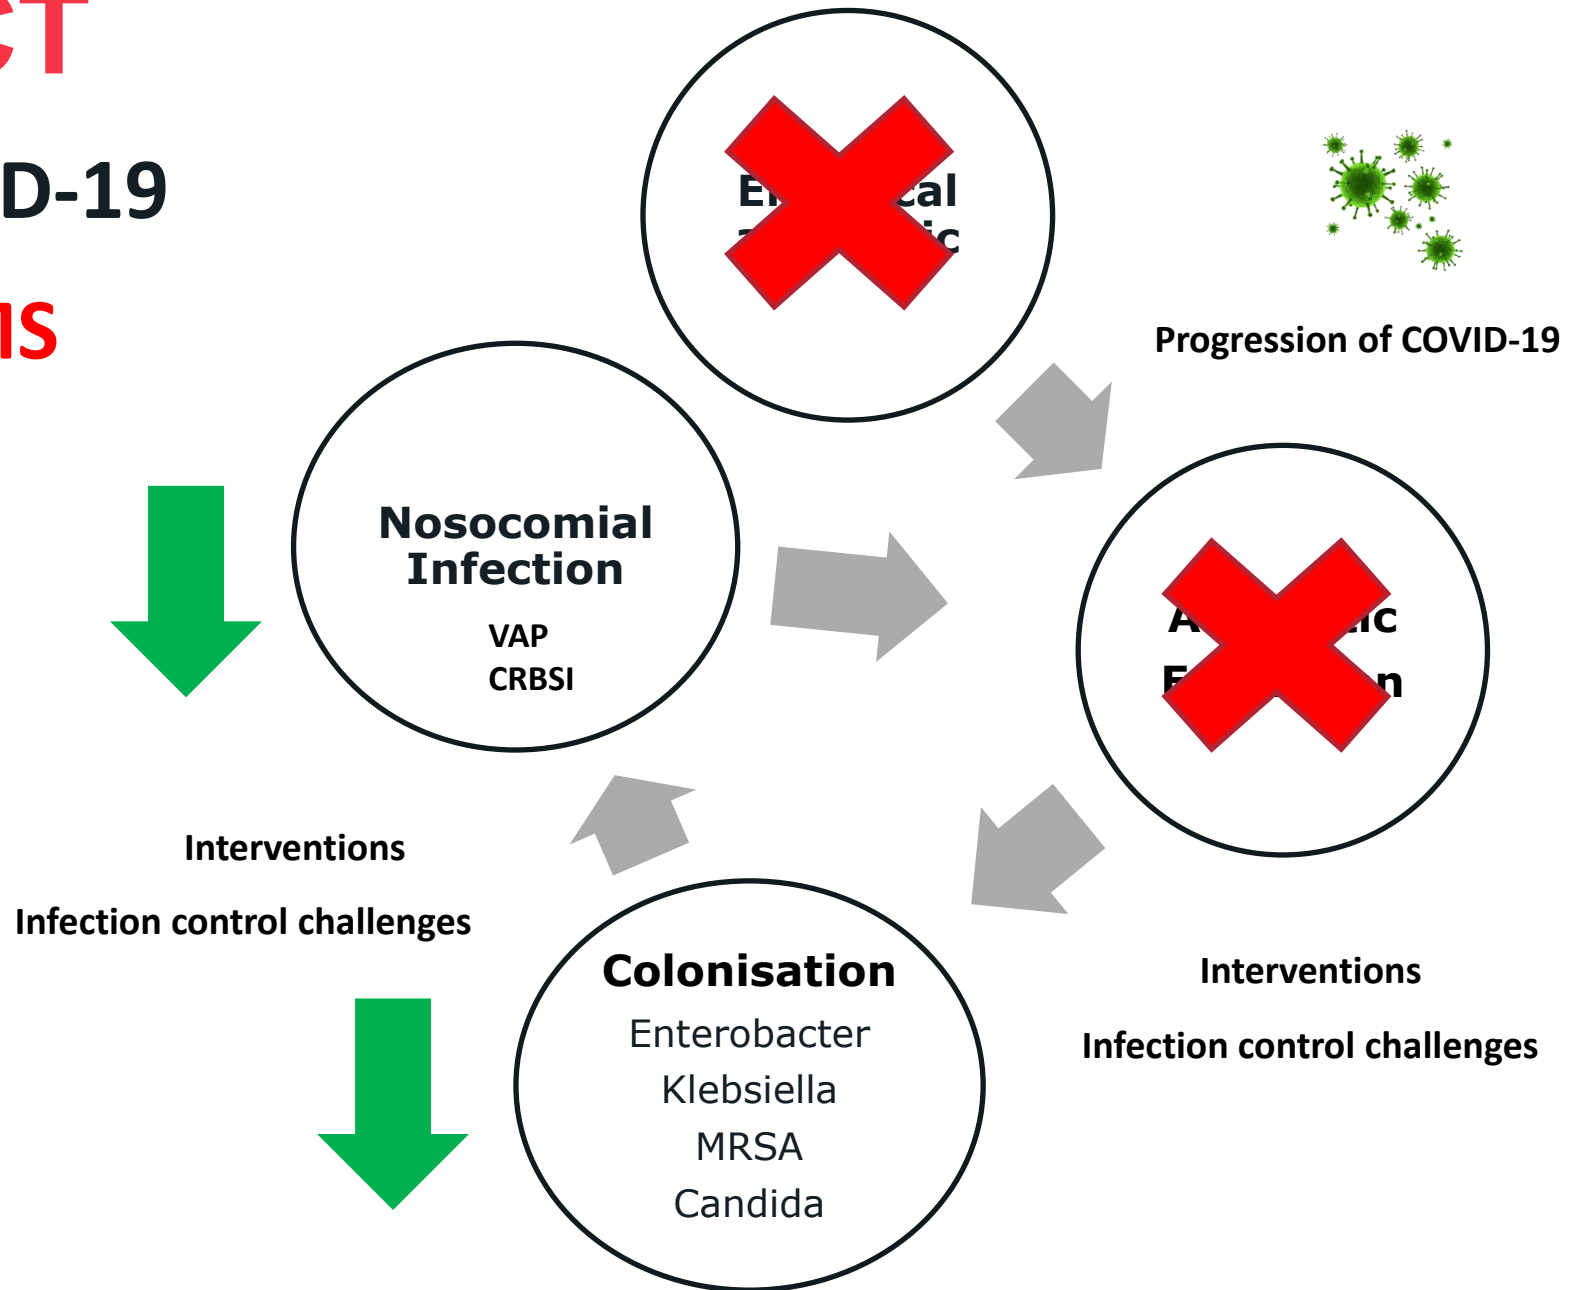 CT
D-19
MS
Progression of COVID-19
Nosocomial
Infection
VAP
CRBSI
Interventions
Infection control challenges
Colonisation
Enterobacter
Klebsiella
MRSA
Candida
Interventions
Infection control challenges